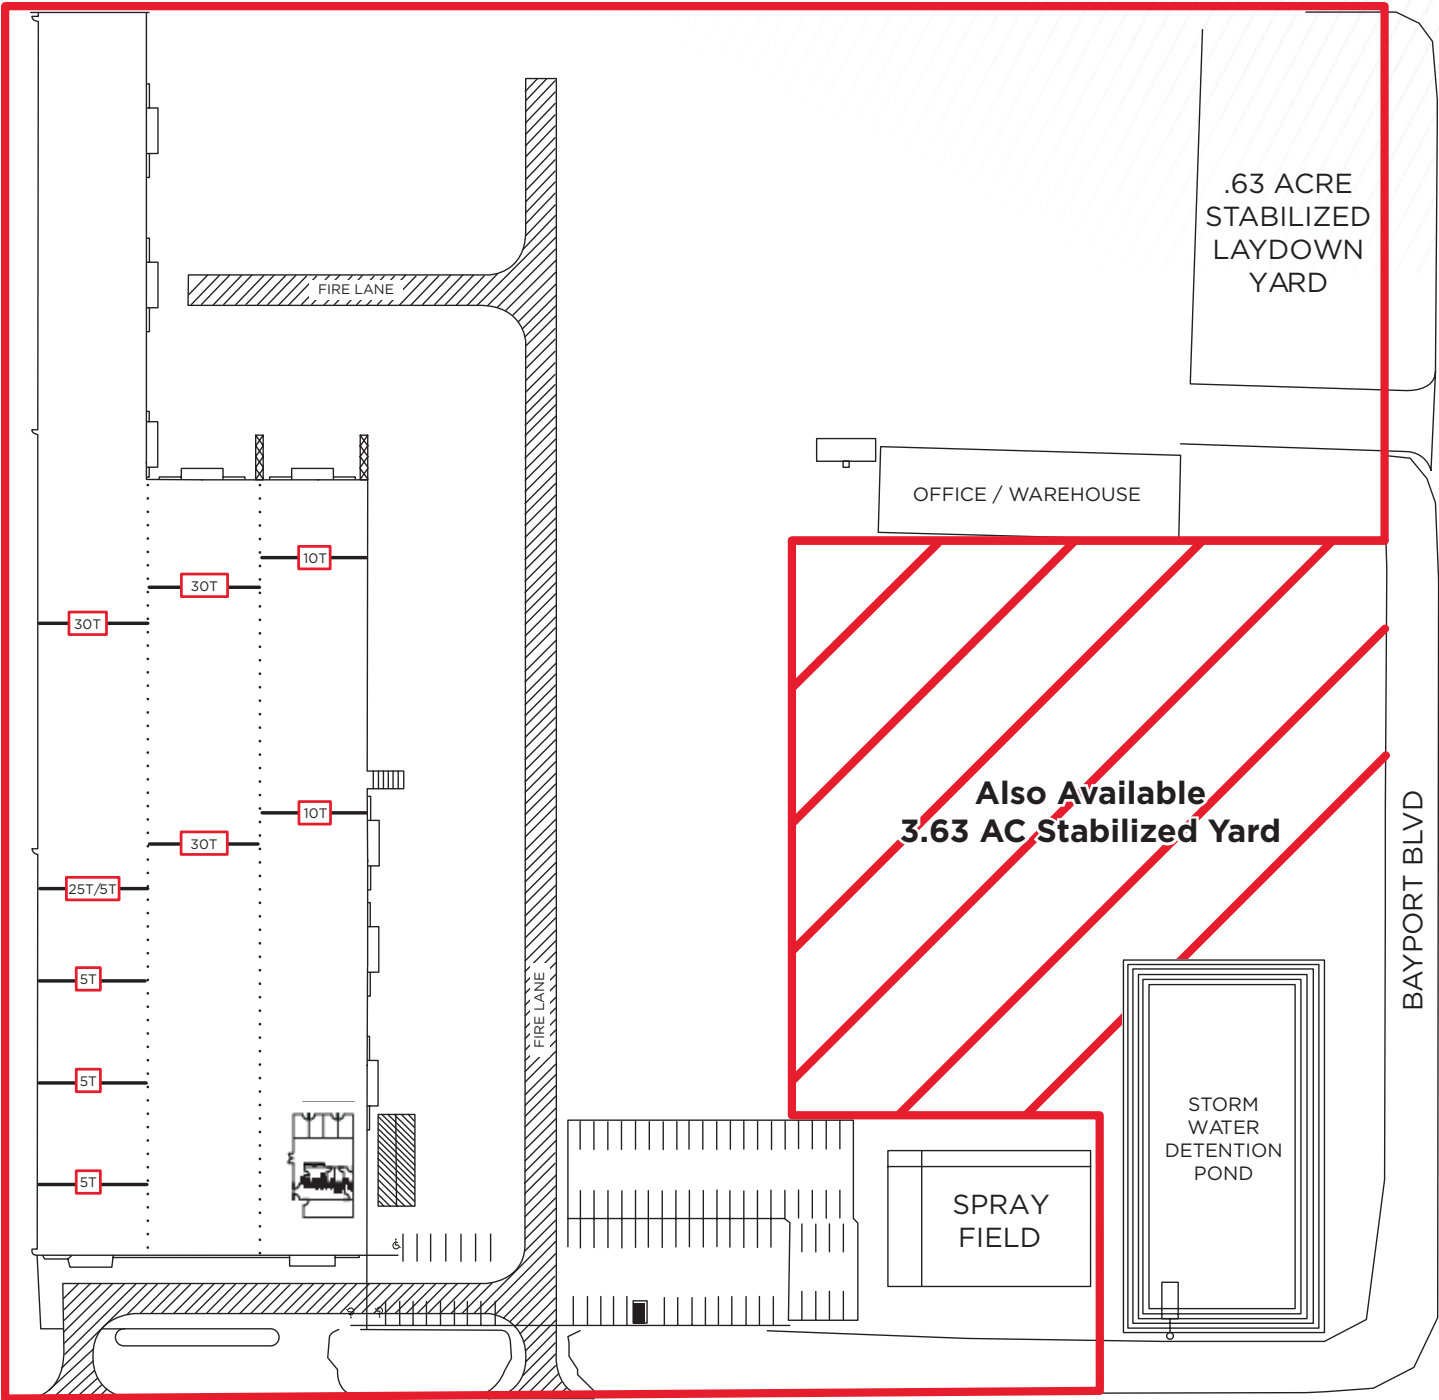 .63 ACRE
STABILIZED
LAYDOWN
YARD
FIRE LANE
OFFICE / WAREHOUSE
10T
30T
30T
Also Available
3.63 AC Stabilized Yard
10T
30T
25T/5T
BAYPORT BLVD
5T
FIRE LANE
5T
STORM
WATER
DETENTION
POND
5T
SPRAY
FIELD